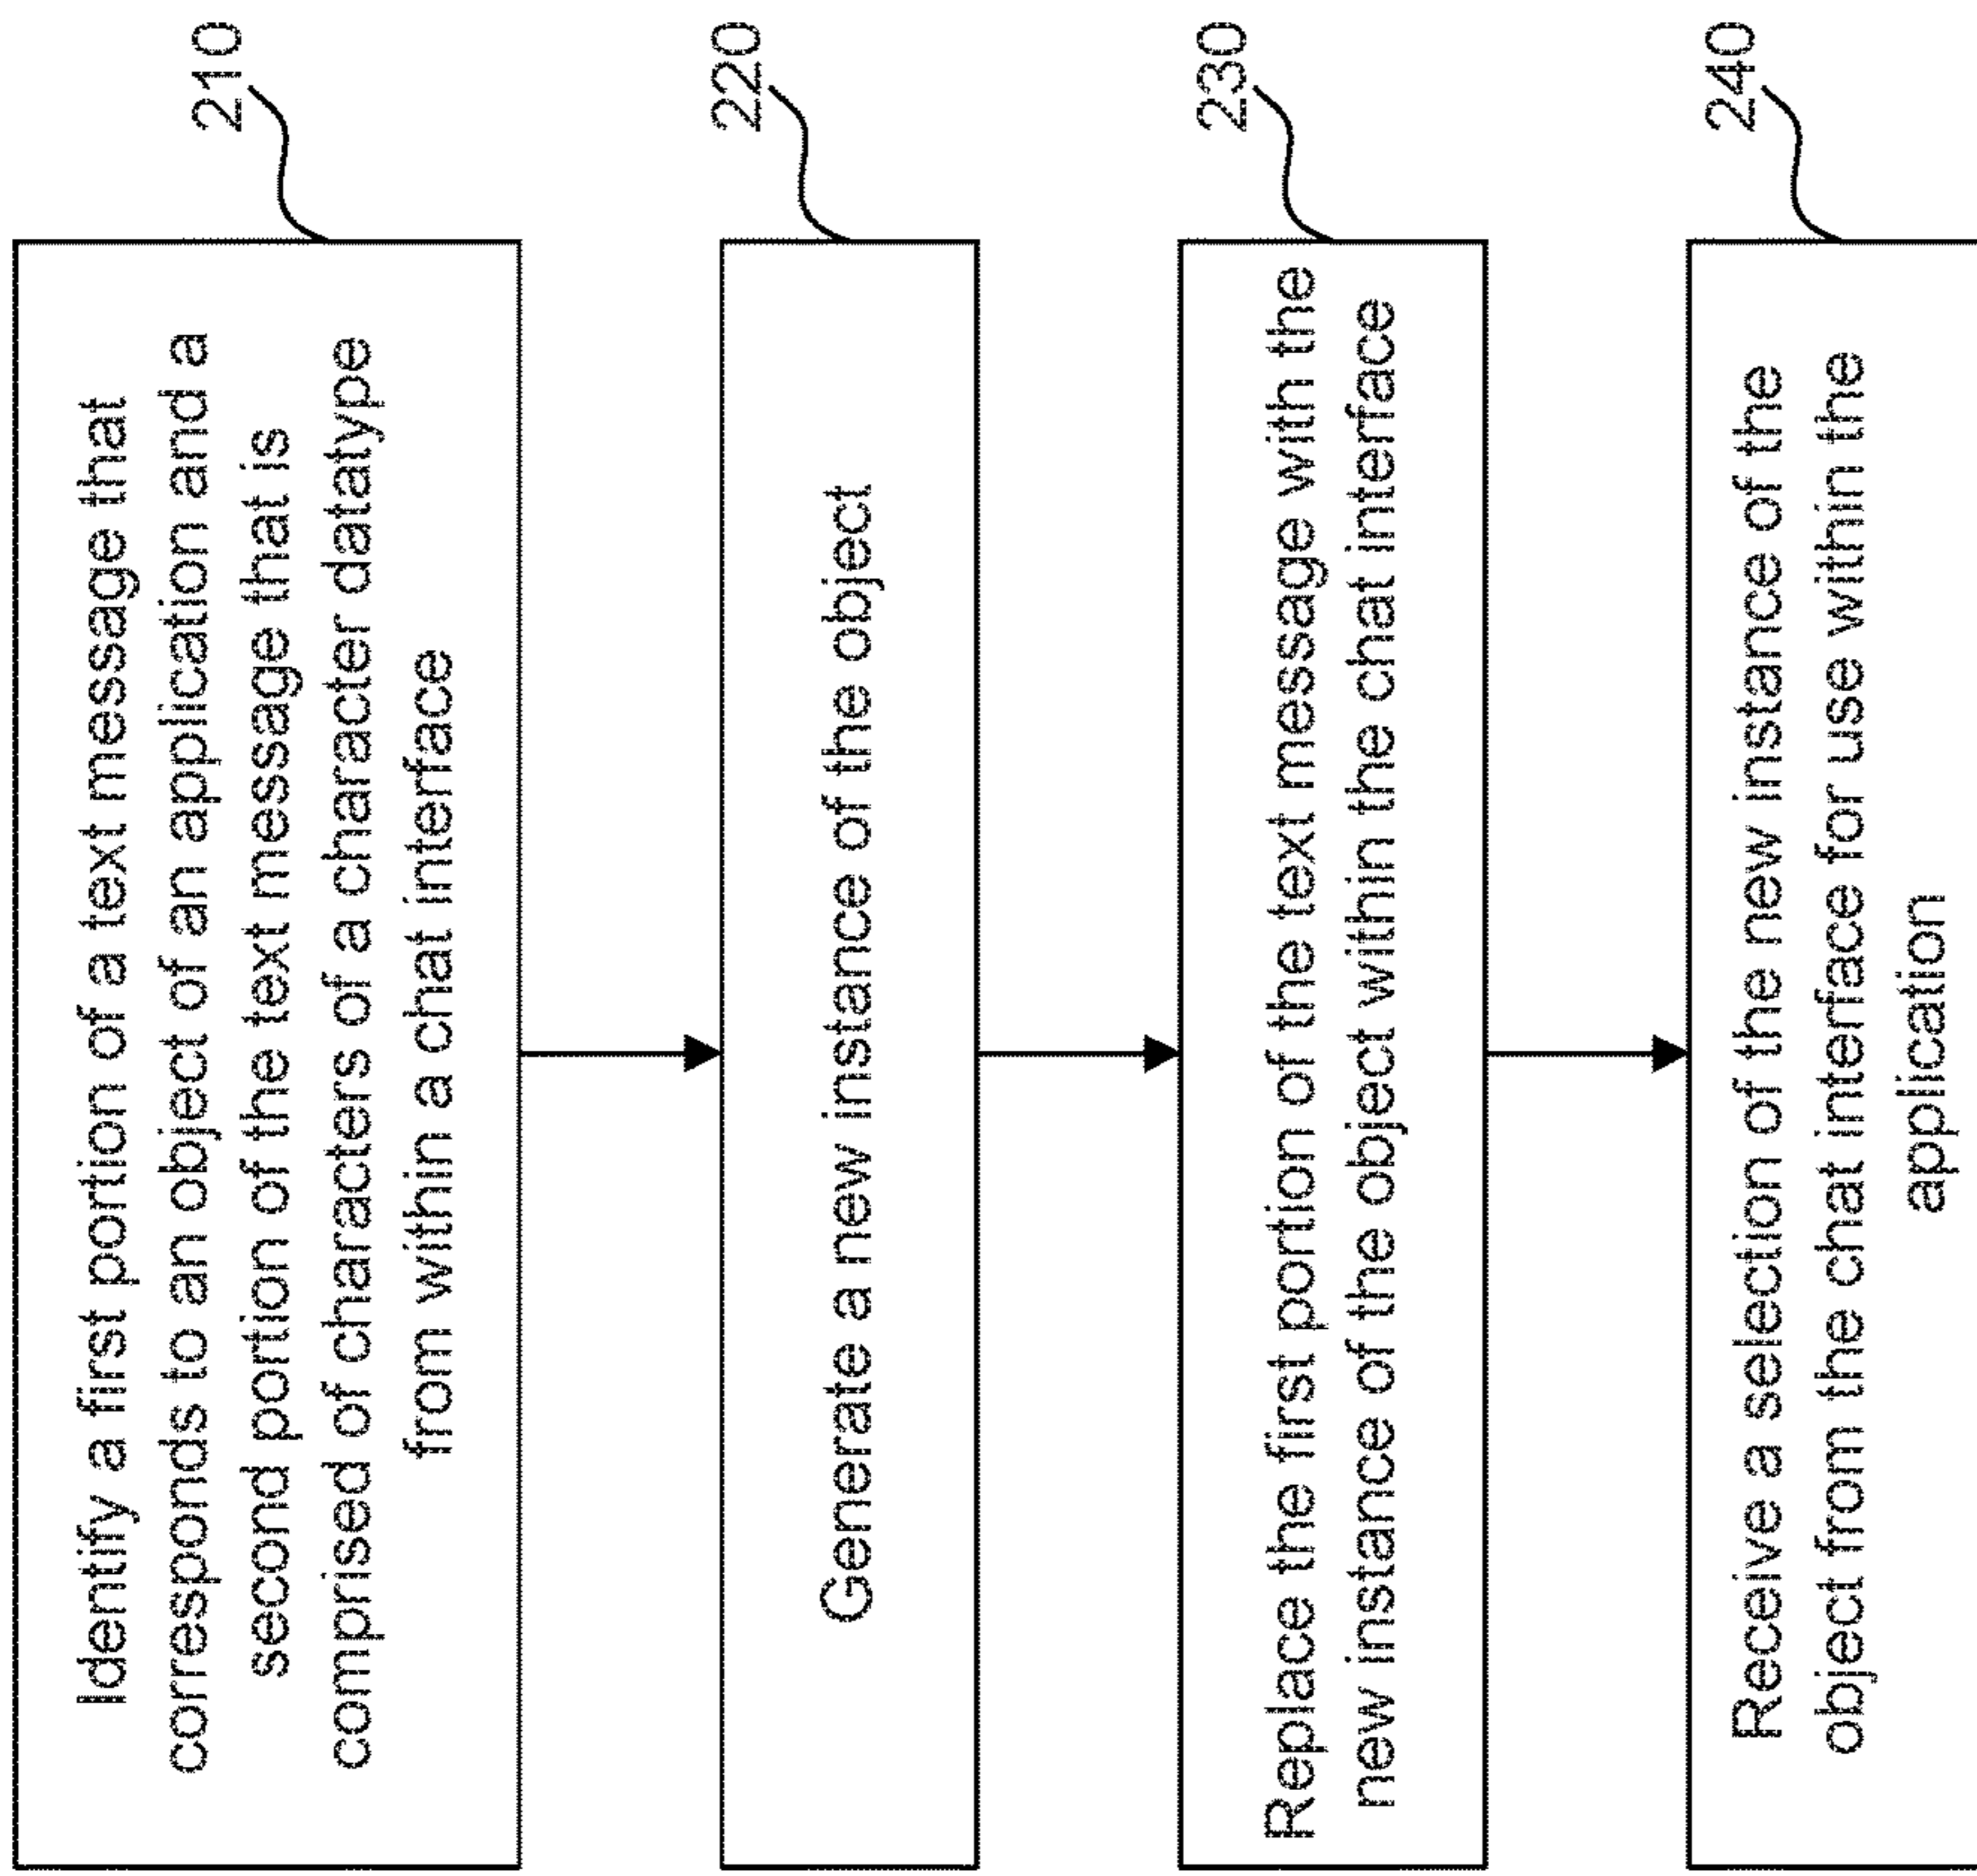 Identify a first portion of a text message that
corresponds to an object of an application and a
second portion of the text message that is
comprised of characters of a character datatype
from within a chat interface
210
Generate a new instance of the object
220
Replace the first portion of the text message with the
new instance of the object within the chat interface
230
Receive a selection of the new instance of the
object from the chat interface for use within the
application
240